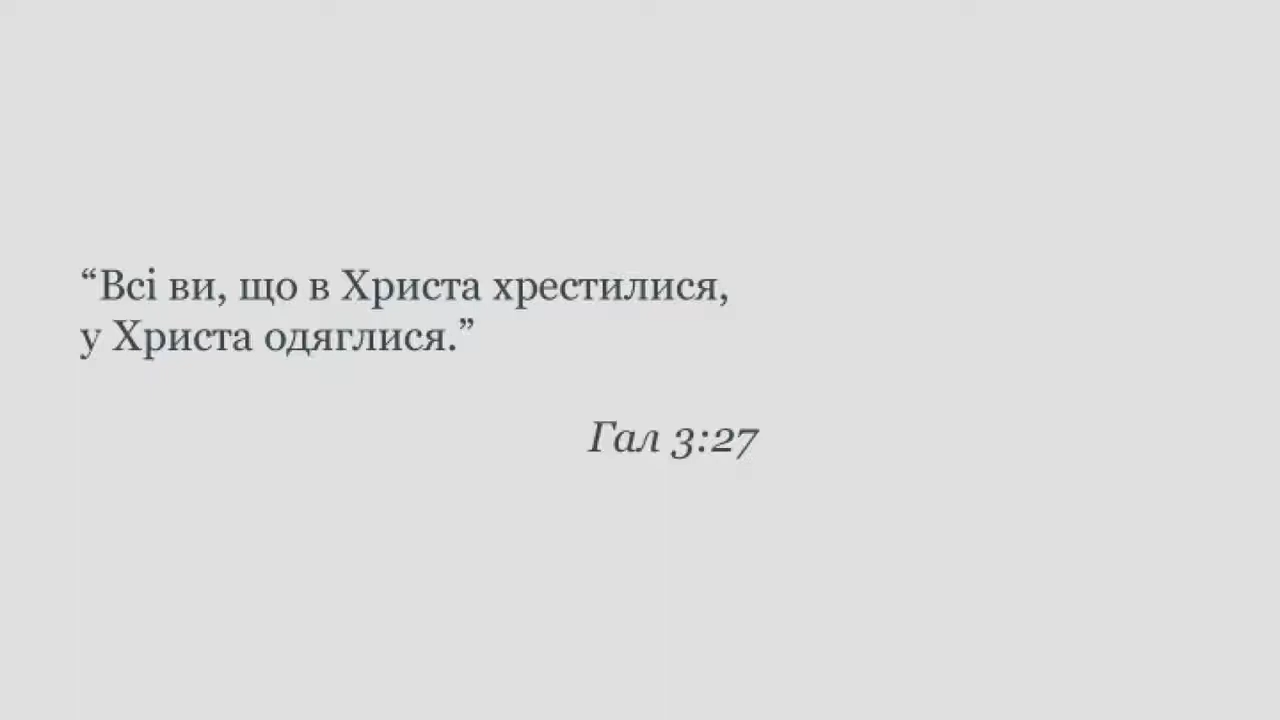 “Всі ви, що в Христа хрестилися,
у Христа одяглися.”
Гал 3:27